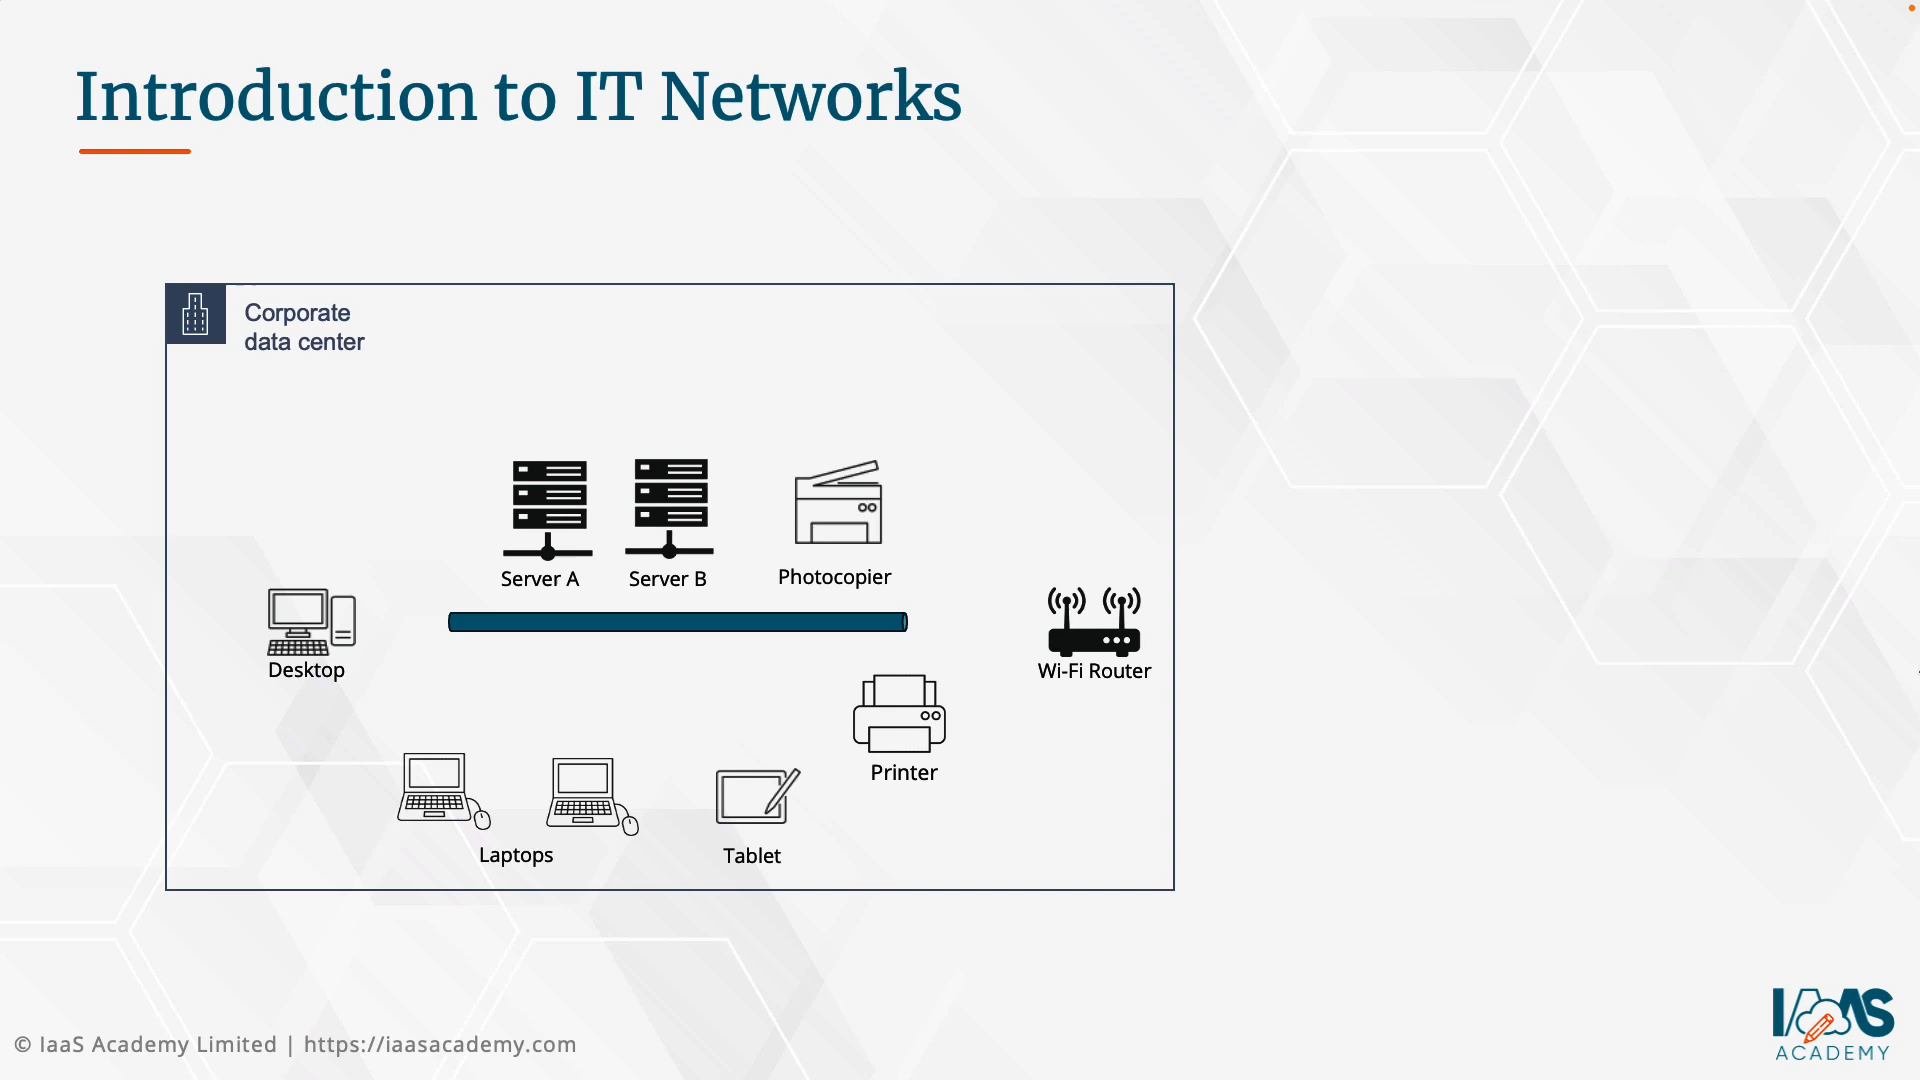 Introduction to IT Networks
Corporate
data center
Server A
Server B
Photocopier
Desktop
Wi-Fi Router
Printer
Laptops
Tablet
© IaaS Academy Limited | https://iaasacademy.com
IAAS
ACADEMY